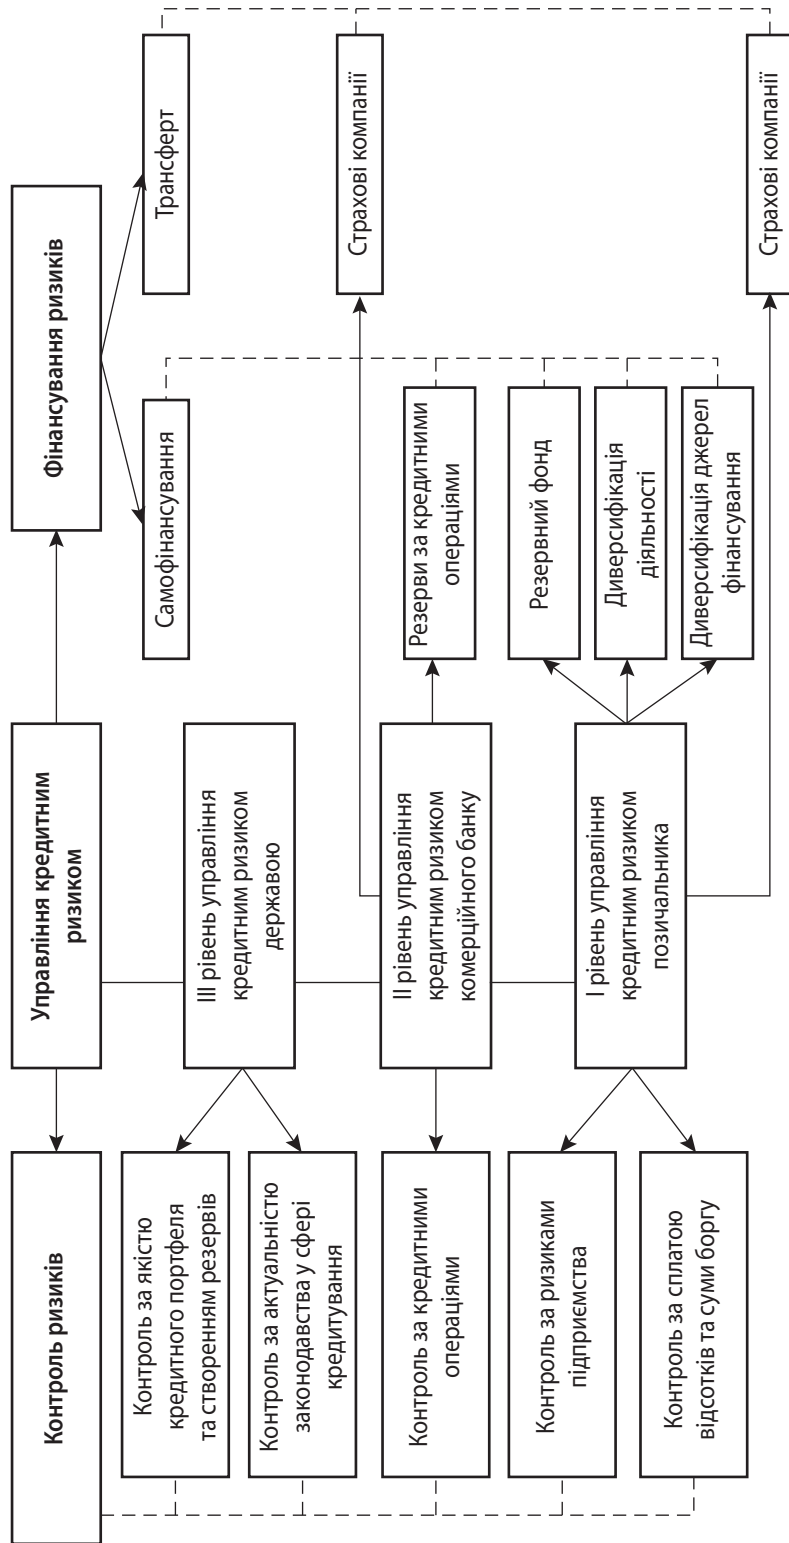 Контроль ризиків
Управління кредитним
ризиком
Фінансування ризиків
Контроль за якістю
кредитного портфеля
та створенням резервів
Контроль за актуальністю
законодавства у сфері
кредитування
ІІІ рівень управління
кредитним ризиком
державою
Самофінансування
Трансферт
Контроль за кредитними
операціями
ІІ рівень управління
кредитним ризиком
комерційного банку
Резерви за кредитними
операціями
Страхові компанії
Контроль за ризиками
підприємства
Контроль за сплатою
відсотків та суми боргу
І рівень управління
кредитним ризиком
позичальника
Резервний фонд
Диверсифікація
діяльності
Диверсифікація джерел
фінансування
Страхові компанії